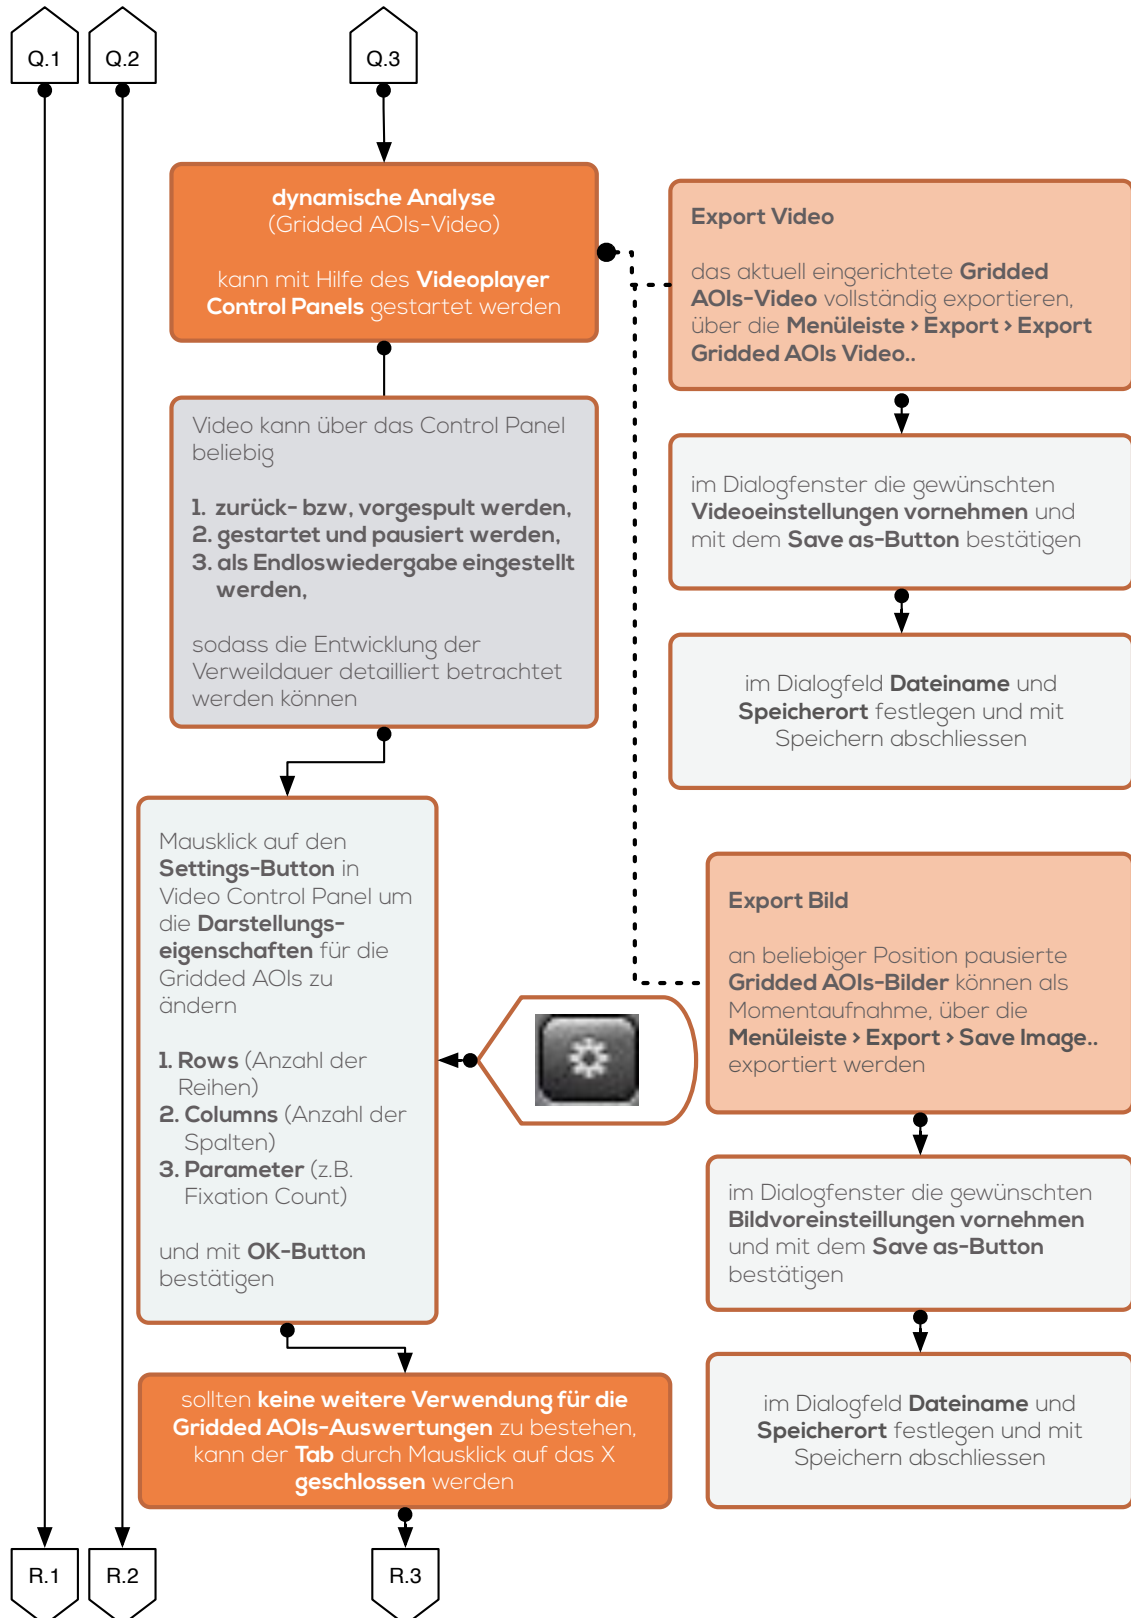 Q.1
Q.2
Q.3
dynamische Analyse
(Gridded AOIs-Video)
kann mit Hilfe des Videoplayer
Control Panels gestartet werden
Export Video
das aktuell eingerichtete Gridded
AOIs-Video vollständig exportieren,
über die Menüleiste > Export > Export
Gridded AOIs Video..
Video kann über das Control Panel
beliebig
1. zurück- bzw, vorgespult werden,
2. gestartet und pausiert werden,
3. als Endloswiedergabe eingestellt
werden,
sodass die Entwicklung der
Verweildauer detailliert betrachtet
werden können
im Dialogfenster die gewünschten
Videoeinstellungen vornehmen und
mit dem Save as-Button bestätigen
im Dialogfeld Dateiname und
Speicherort festlegen und mit
Speichern abschliessen
Mausklick auf den
Settings-Button in
Video Control Panel um
die Darstellungs-
eigenschaften für die
Gridded AOIs zu
ändern
1. Rows (Anzahl der
Reihen)
2. Columns (Anzahl der
Spalten)
3. Parameter (z.B.
Fixation Count)
und mit OK-Button
bestätigen
Export Bild
an beliebiger Position pausierte
Gridded AOIs-Bilder können als
Momentaufnahme, über die
Menüleiste > Export > Save Image..
exportiert werden
im Dialogfenster die gewünschten
Bildvoreinsteillungen vornehmen
und mit dem Save as-Button
bestätigen
im Dialogfeld Dateiname und
Speicherort festlegen und mit
Speichern abschliessen
sollten keine weitere Verwendung für die
Gridded AOIs-Auswertungen zu bestehen,
kann der Tab durch Mausklick auf das X
geschlossen werden
R.1
R.2
R.3